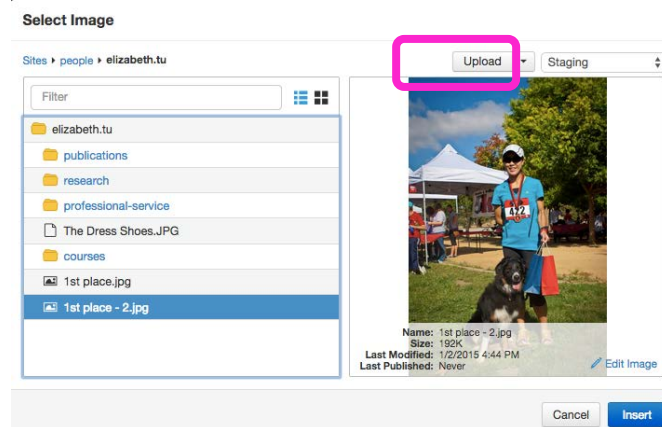 Select Image
Sites ▸ people ▸ elizabeth.tu
Upload
Staging
Filter
elizabeth.tu
publications
research
professional-service
The Dress Shoes.JPG
courses
1st place.jpg
1st place - 2.jpg
422
Name: 1st place - 2.jpg
Size: 192K
Last Modified: 1/2/2015 4:44 PM
Last Published: Never
Edit Image
Cancel
Insert